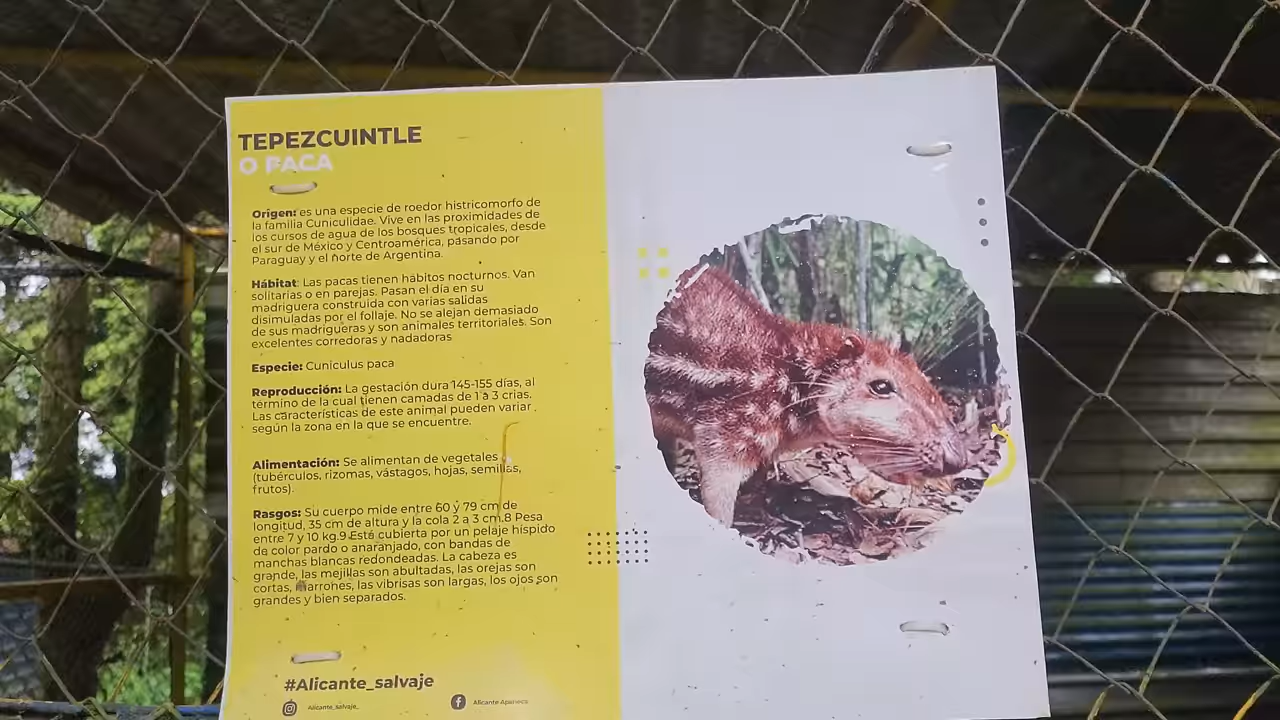 TEPEZCUINTLE
O PACA
Origen: es una especie de roedor histricomorfo de
la familia Cuniculidae. Vive en las proximidades de
los cursos de agua de los bosques tropicales, desde
el sur de México y Centroamérica, pasando por
Paraguay y el norte de Argentina.
Hábitat: Las pacas tienen hábitos nocturnos. Van
solitarias o en parejas. Pasan el día en su
madriguera construida con varias salidas
disimuladas por el follaje. No se alejan demasiado
de sus madrigueras y son animales territoriales. Son
excelentes corredoras y nadadoras
Especie: Cuniculus paca
Reproducción: La gestación dura 145-155 días, al
término de la cual tienen camadas de 1 a 3 crias.
Las características de este animal pueden variar
según la zona en la que se encuentre.
Alimentación: Se alimentan de vegetales
(tubérculos, rizomas, vástagos, hojas, semillas,
frutos).
Rasgos: Su cuerpo mide entre 60 y 79 cm de
longitud, 35 cm de altura y la cola 2 a 3 cm.8 Pesa
entre 7 y 10 kg.9 Está cubierta por un pelaje híspido
de color pardo o anaranjado, con bandas de
manchas blancas redondeadas. La cabeza es
grande, las mejillas son abultadas, las orejas son
cortas, marrones, las vibrisas son largas, los ojos son
grandes y bien separados.
#Alicante_salvaje
Alicante_salvaje_
Alicante Apaneca